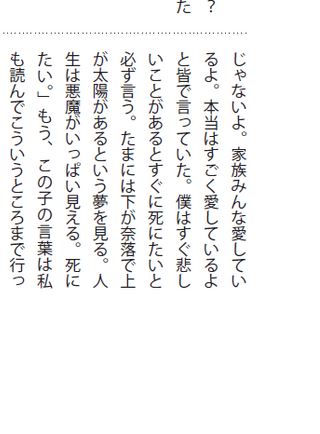 ？
た
じゃないよ。家族みんな愛してい
るよ。本当はすごく愛しているよ
と皆で言っていた。僕はすぐ悲し
いことがあるとすぐに死にたいと
必ず言う。たまには下が奈落で上
が太陽があるという夢を見る。人
生は悪魔がいっぱい見える。死に
たい。」もう、この子の言葉は私
も読んでこういうところまで行っ